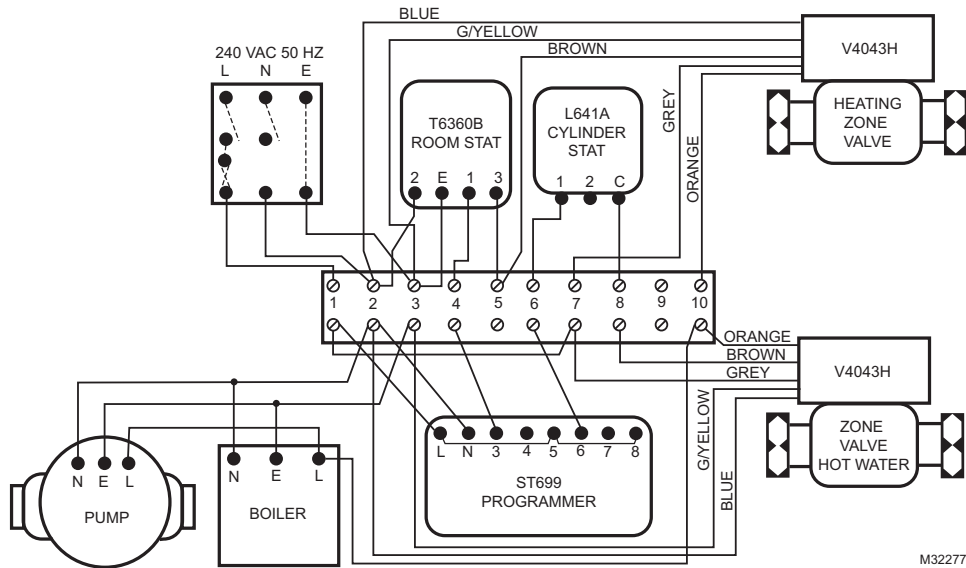 BLUE
G/YELLOW
BROWN
V4043H
HEATING
ZONE
VALVE
240 VAC 50 HZ
L N E
T6360B
ROOM STAT
2 E 1 3
L641A
CYLINDER
STAT
1 2 C
GREY
ORANGE
1 2 3 4 5 6 7 8 9 10
ORANGE
BROWN
GREY
V4043H
G/YELLOW
BLUE
ZONE
VALVE
HOT WATER
L N 3 4 5 6 7 8
ST699
PROGRAMMER
N E L
PUMP
N E L
BOILER
M32277